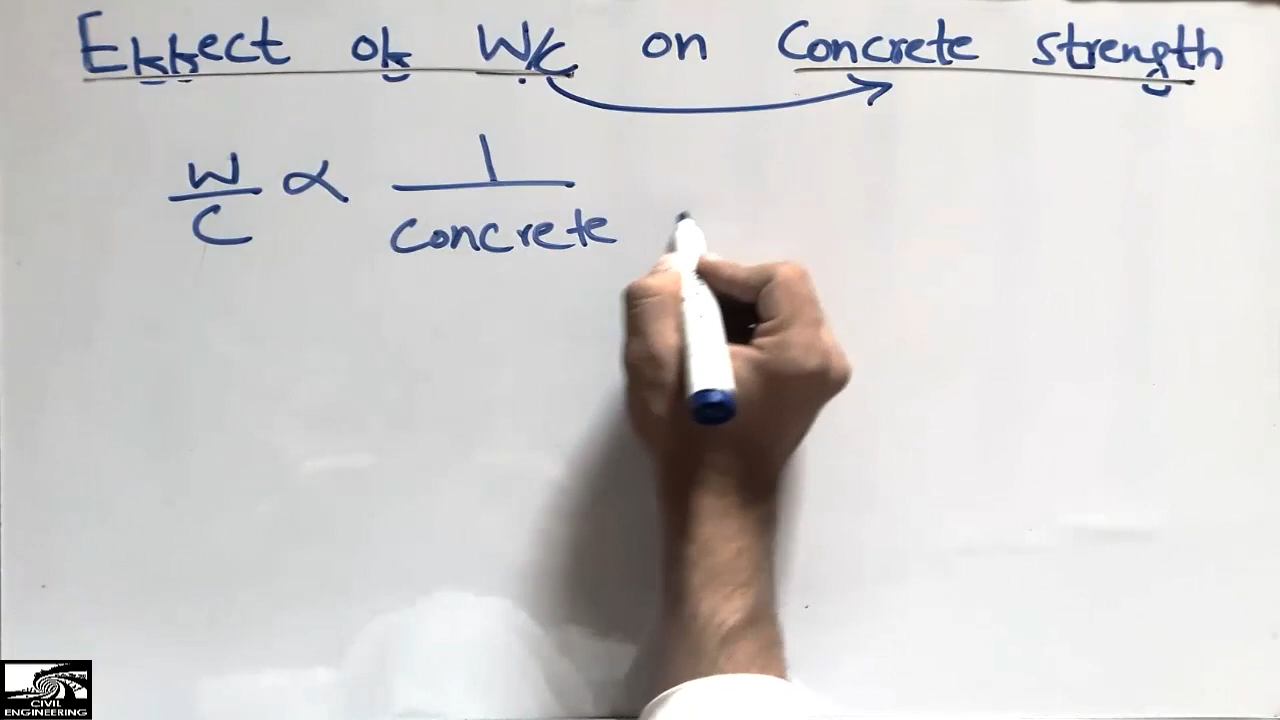 Effect of W/C on Concrete strength
W/C ∝ 1/concrete
CIVIL
ENGINEERING